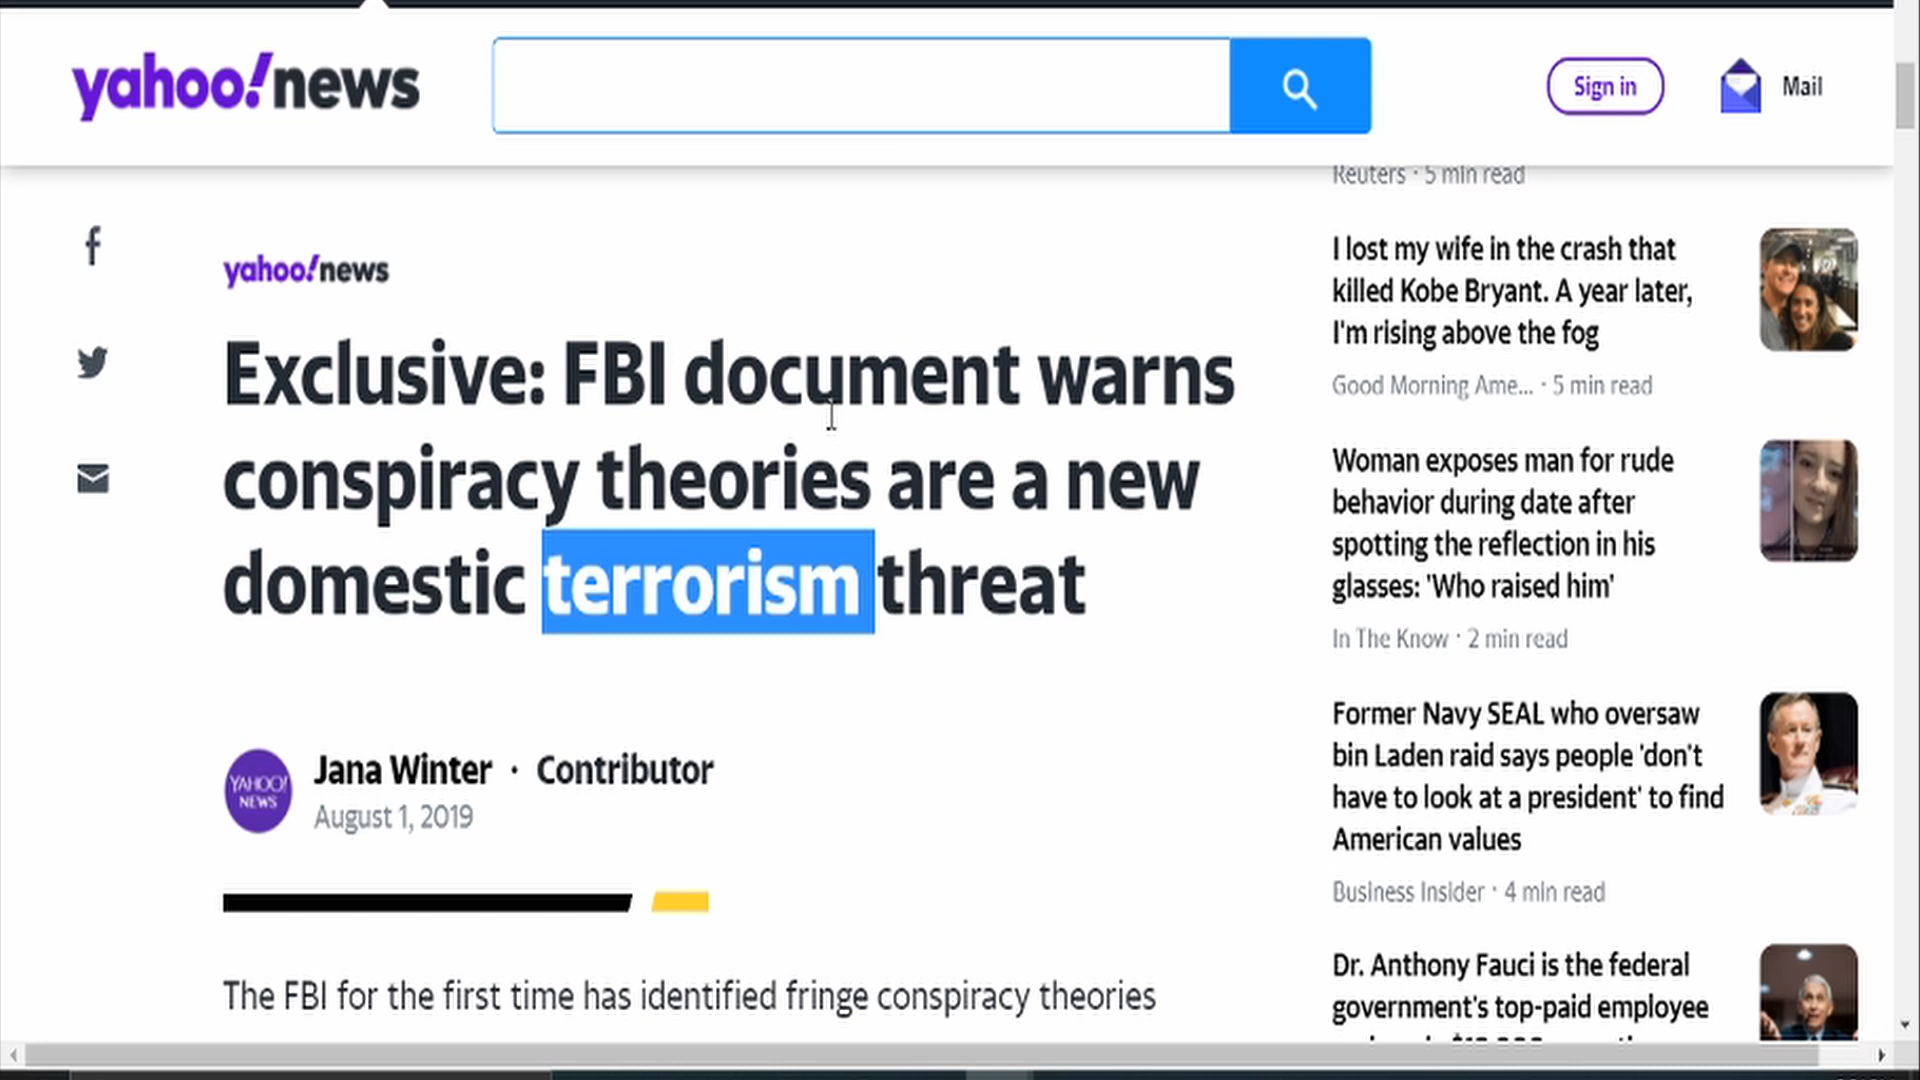 yahoo!news
Sign in
Mail
yahoo!news
Exclusive: FBI document warns
conspiracy theories are a new
domestic terrorism threat
YAHOO!
NEWS
Jana Winter · Contributor
August 1, 2019
The FBI for the first time has identified fringe conspiracy theories
Reuters · 5 min read
I lost my wife in the crash that
killed Kobe Bryant. A year later,
I'm rising above the fog
Good Morning Ame... · 5 min read
Woman exposes man for rude
behavior during date after
spotting the reflection in his
glasses: 'Who raised him'
In The Know · 2 min read
Former Navy SEAL who oversaw
bin Laden raid says people 'don't
have to look at a president' to find
American values
Business Insider · 4 min read
Dr. Anthony Fauci is the federal
government's top-paid employee